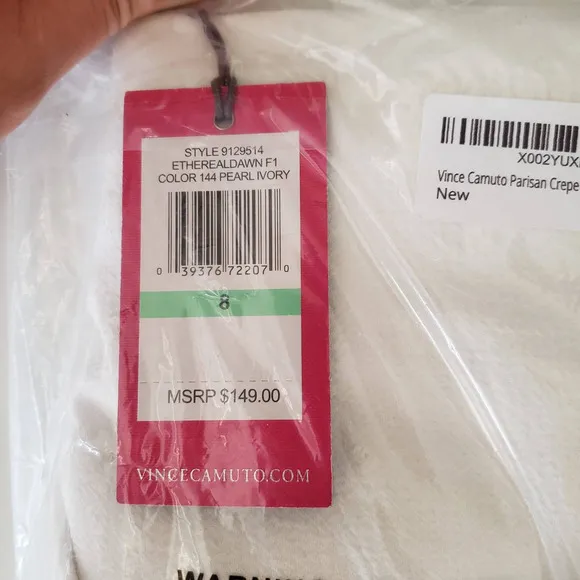 STYLE 9129514
ETHEREALDAWN F1
COLOR 144 PEARL IVORY
0 39376 72207 0
8
MSRP $149.00
VINCECAMUTO.COM
X002YUX
Vince Camuto Parisan Crepe
New
WARNING